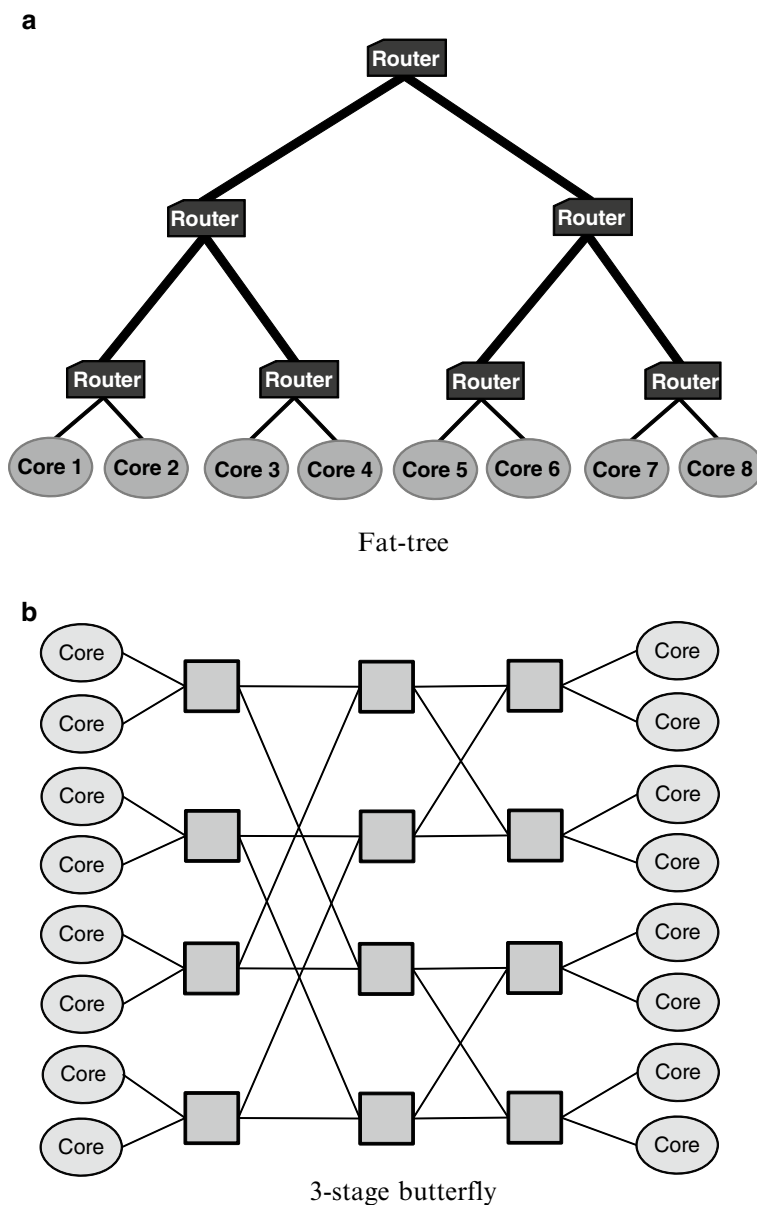 a
Router
Router Router
Router Router Router Router
Core 1 Core 2 Core 3 Core 4 Core 5 Core 6 Core 7 Core 8
Fat-tree
b
Core Core
Core Core
Core Core
Core Core
Core Core
Core Core
Core Core
Core Core
3-stage butterfly